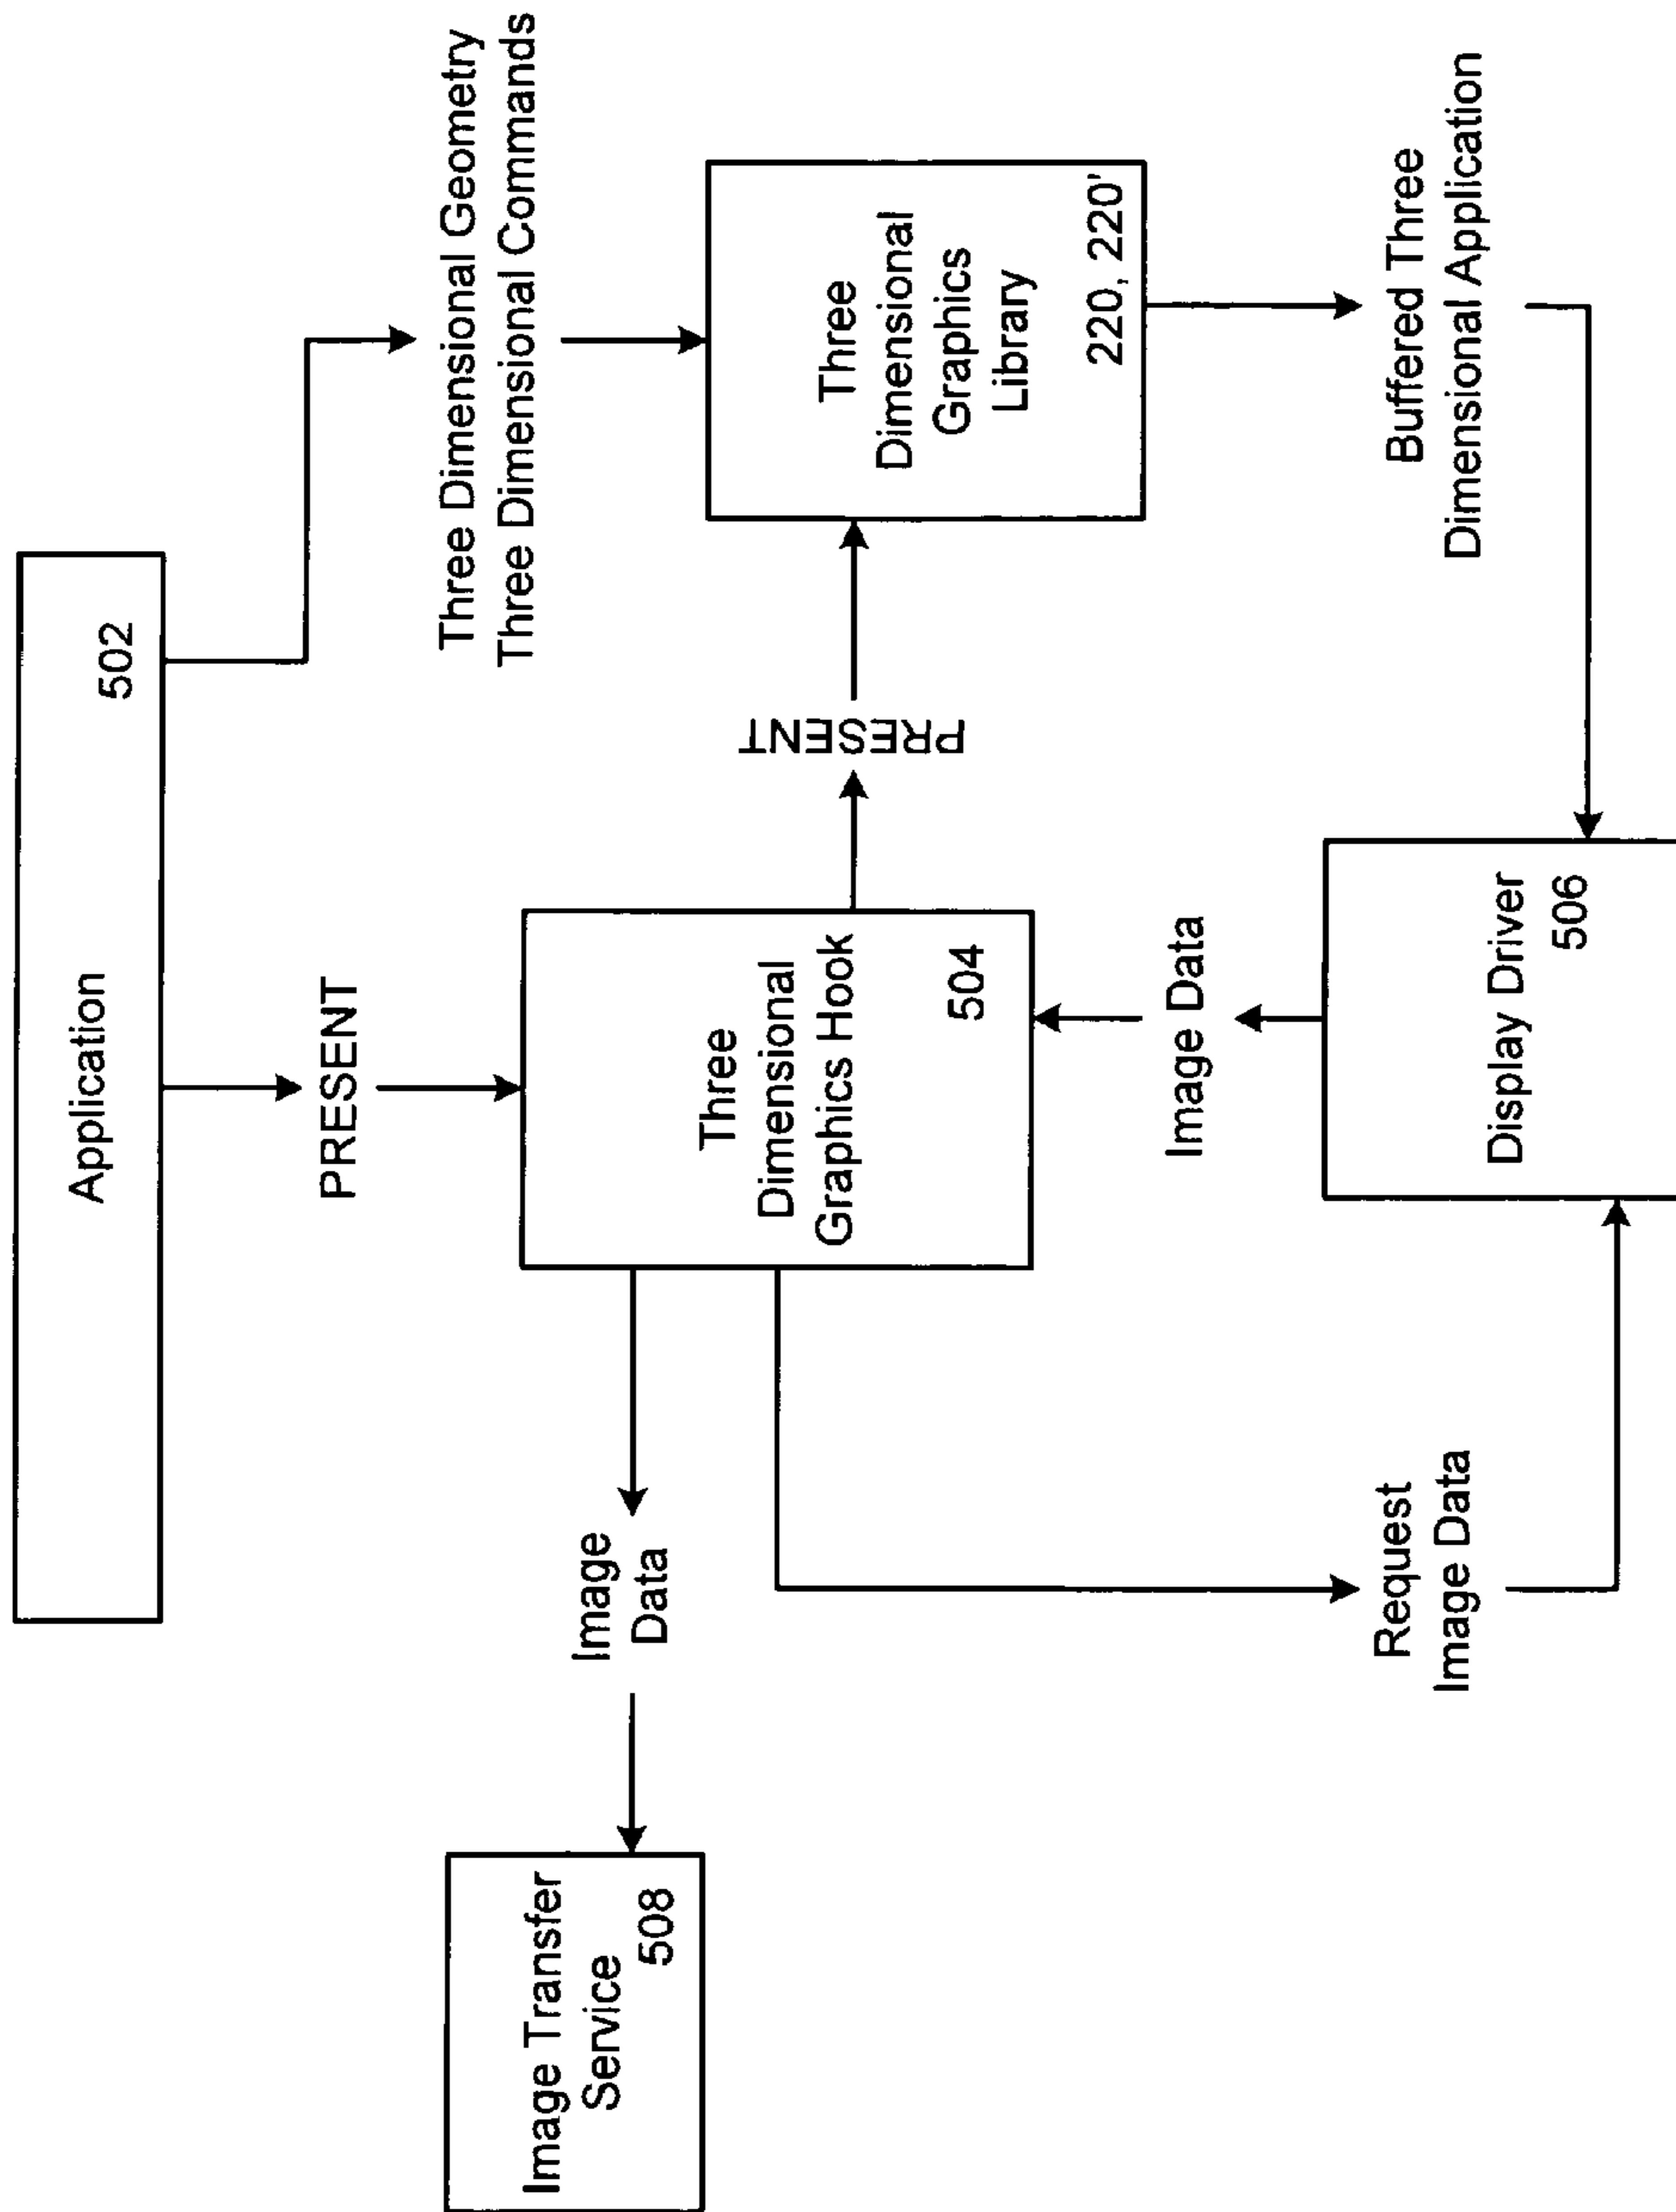 Application
502
PRESENT
Three Dimensional Geometry
Three Dimensional Commands
Image Transfer
Service
508
Image
Data
Three
Dimensional
Graphics Hook
504
PRESENT
Three
Dimensional
Graphics
Library
220, 220'
Request
Image Data
Image Data
Buffered Three
Dimensional Application
Display Driver
506